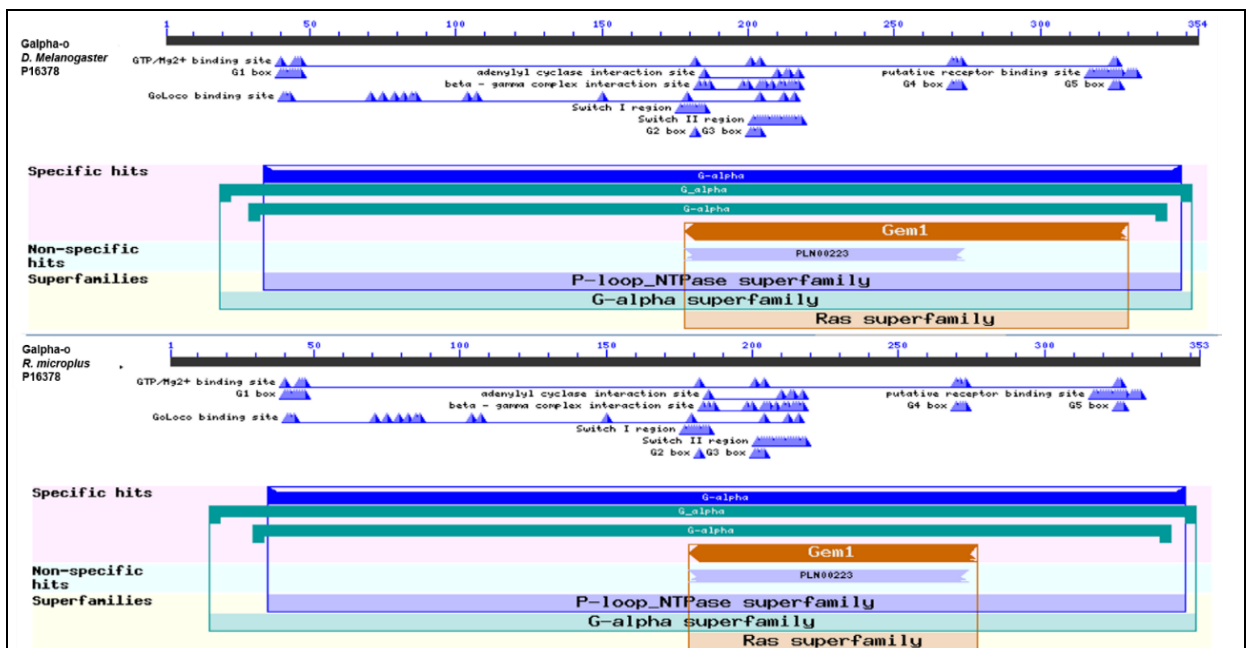 1 50 100 150 200 250 300 354
Galpha-o
D. Melanogaster
P16378
GTP/Mg2+ binding site
G1 box
adenylyl cyclase interaction site
putative receptor binding site
beta - gamma complex interaction site
G4 box
G5 box
GoLoco binding site
Switch I region
Switch II region
G2 box
G3 box
Specific hits
G-alpha
G_alpha
G-alpha
Gem1
Non-specific
hits
PLN00223
Superfamilies
P-loop_NTPase superfamily
G-alpha superfamily
Ras superfamily
1 50 100 150 200 250 300 353
Galpha-o
R. microplus
P16378
GTP/Mg2+ binding site
G1 box
adenylyl cyclase interaction site
putative receptor binding site
beta - gamma complex interaction site
G4 box
G5 box
GoLoco binding site
Switch I region
Switch II region
G2 box
G3 box
Specific hits
G-alpha
G_alpha
G-alpha
Gem1
Non-specific
hits
PLN00223
Superfamilies
P-loop_NTPase superfamily
G-alpha superfamily
Ras superfamily